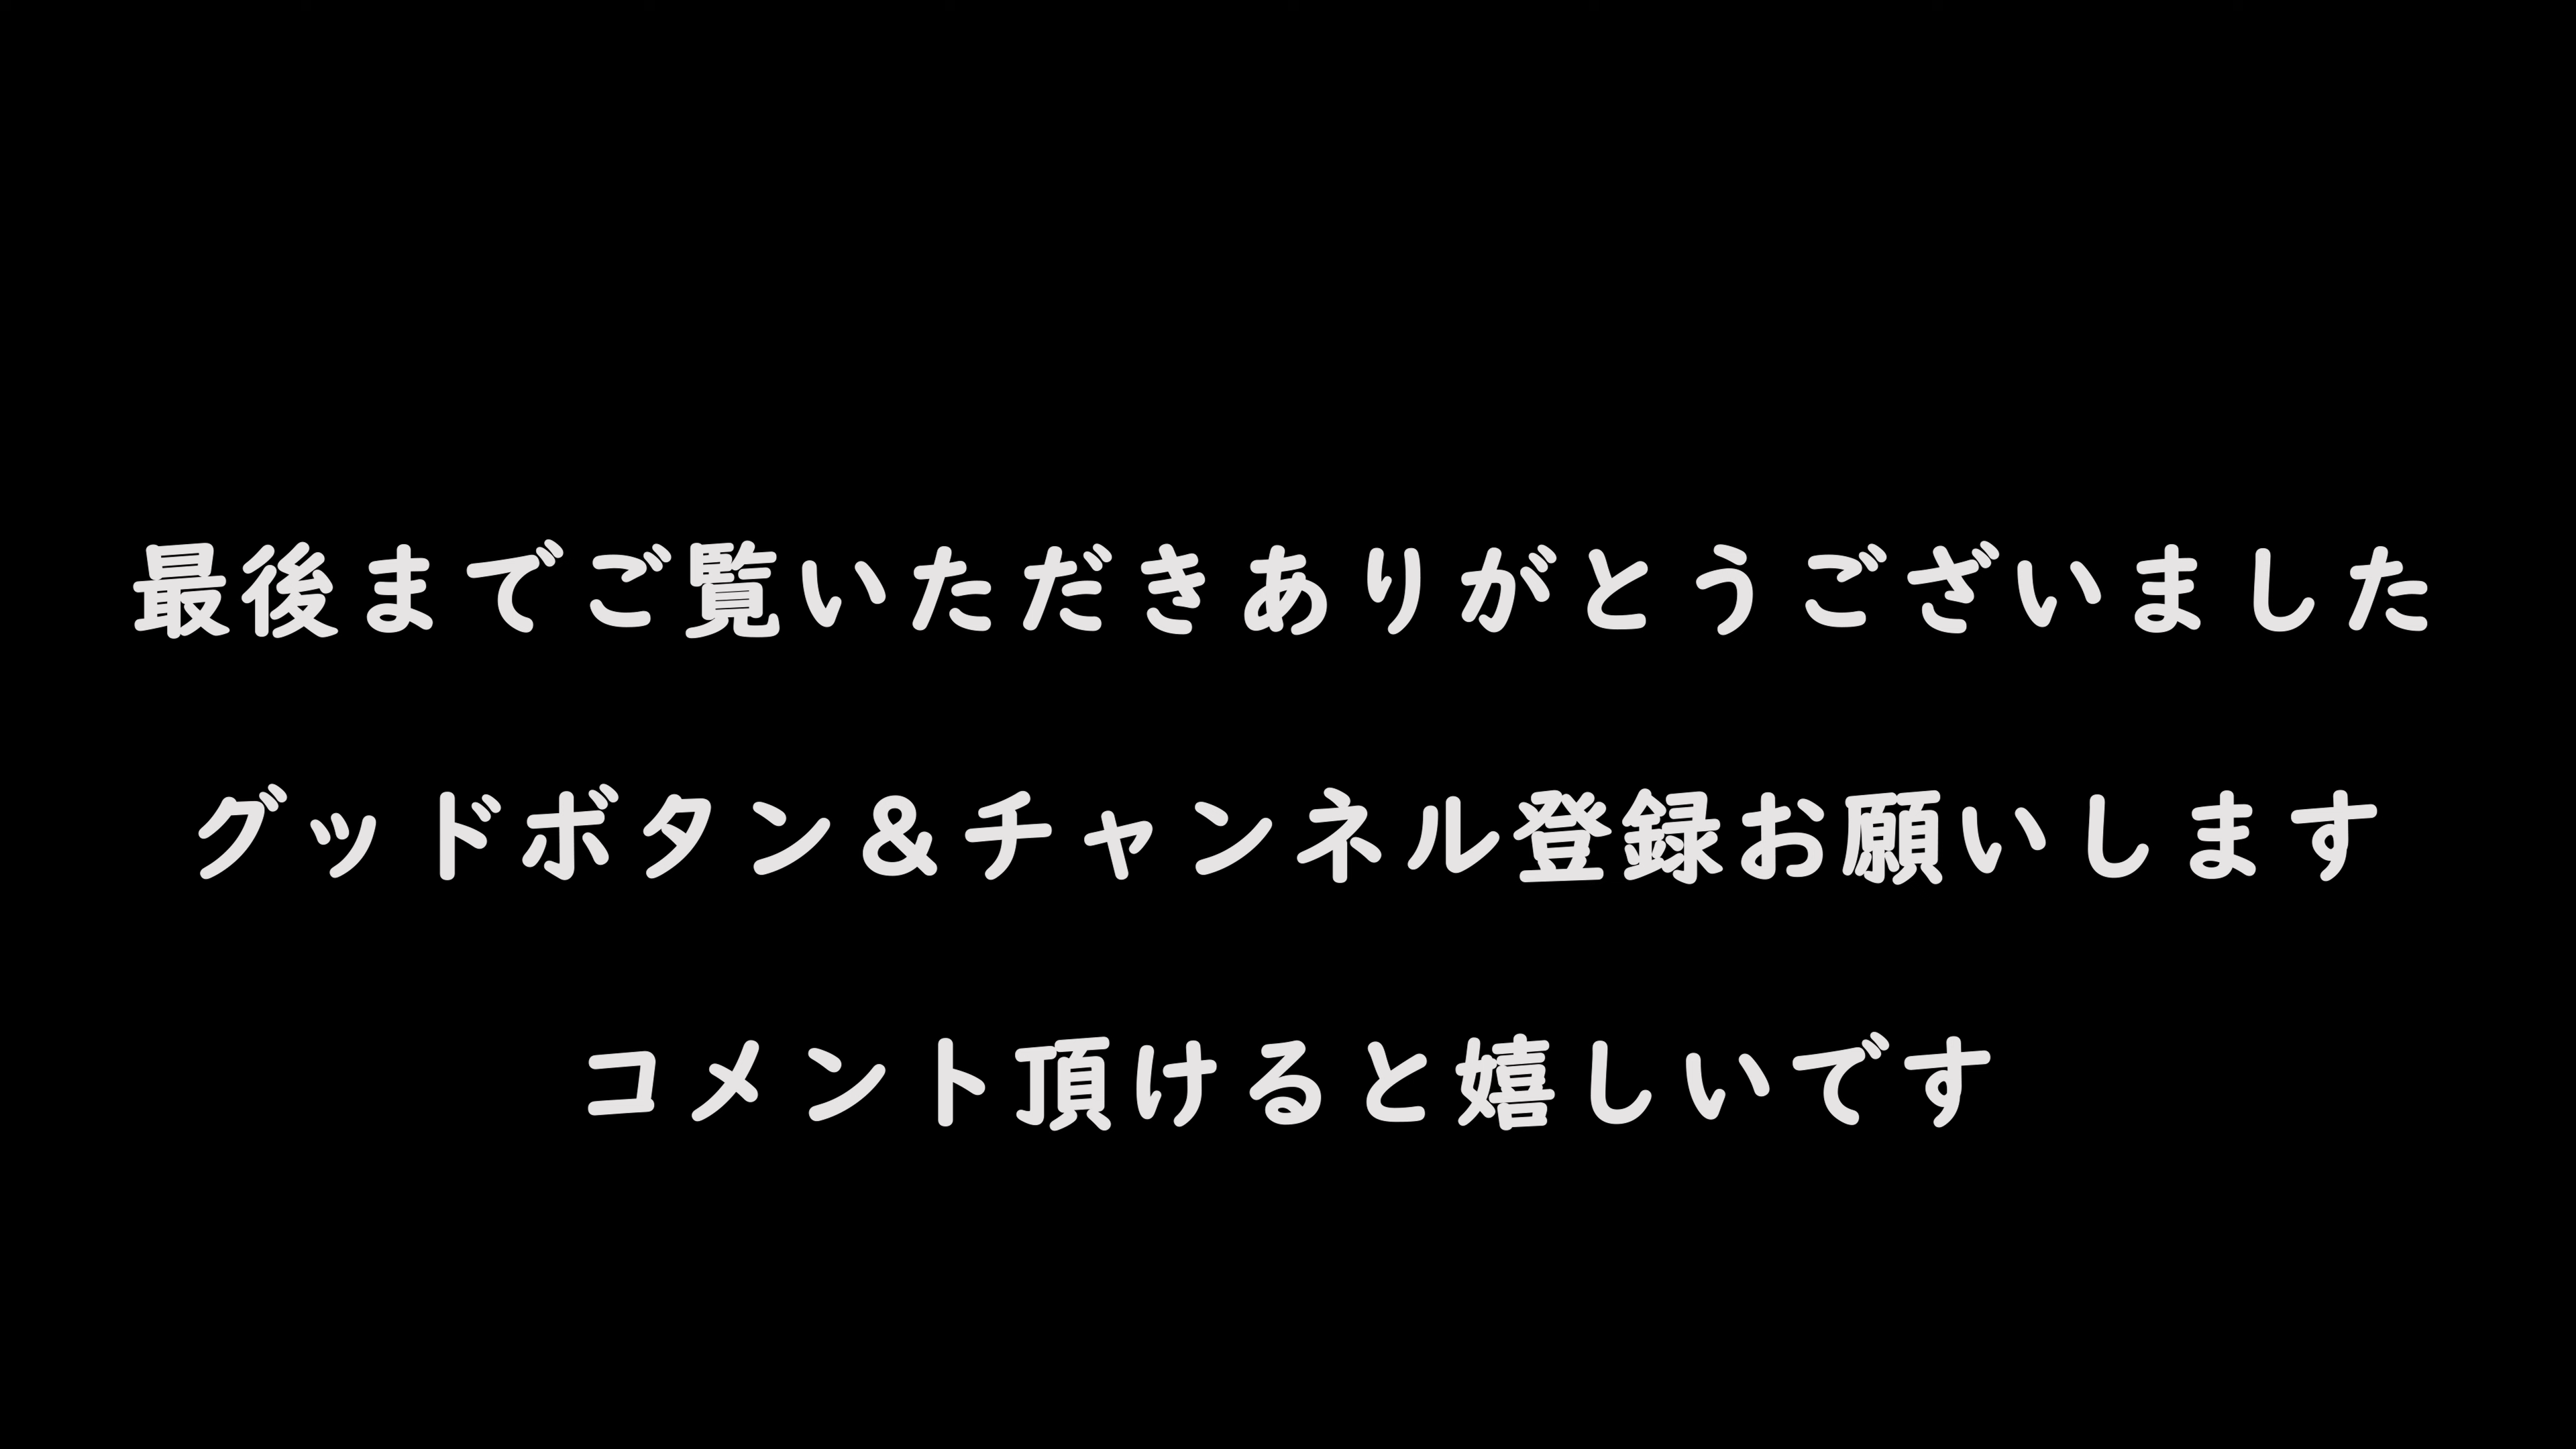 最後までご覧いただきありがとうございました
グッドボタン＆チャンネル登録お願いします
コメント頂けると嬉しいです